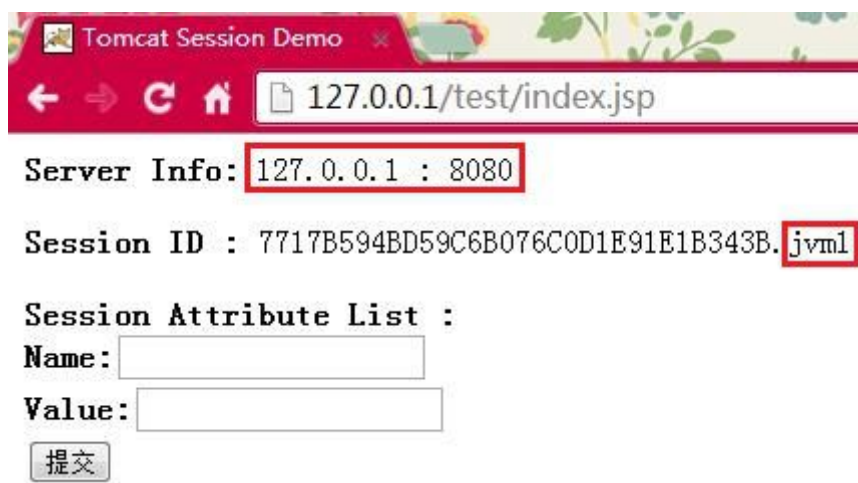 Tomcat Session Demo
127.0.0.1/test/index.jsp
Server Info: 127.0.0.1 : 8080
Session ID : 7717B594BD59C6B076C0D1E91E1B343B.jvm1
Session Attribute List :
Name:
Value:
提交